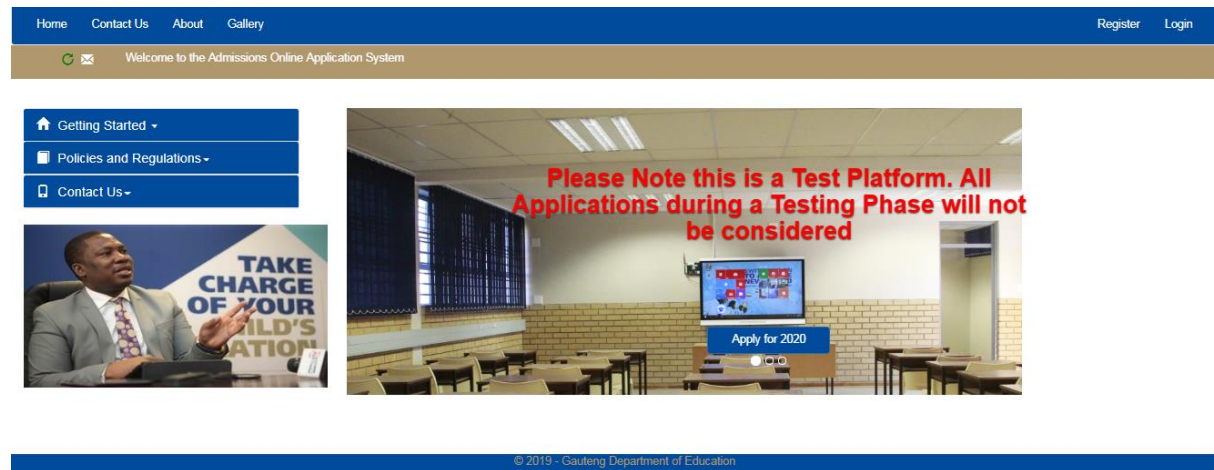 Home Contact Us About Gallery Register Login
Welcome to the Admissions Online Application System
Getting Started
Policies and Regulations
Contact Us
TAKE
CHARGE
OF YOUR
Please Note this is a Test Platform. All
Applications during a Testing Phase will not
be considered
Apply for 2020
© 2019 - Gauteng Department of Education